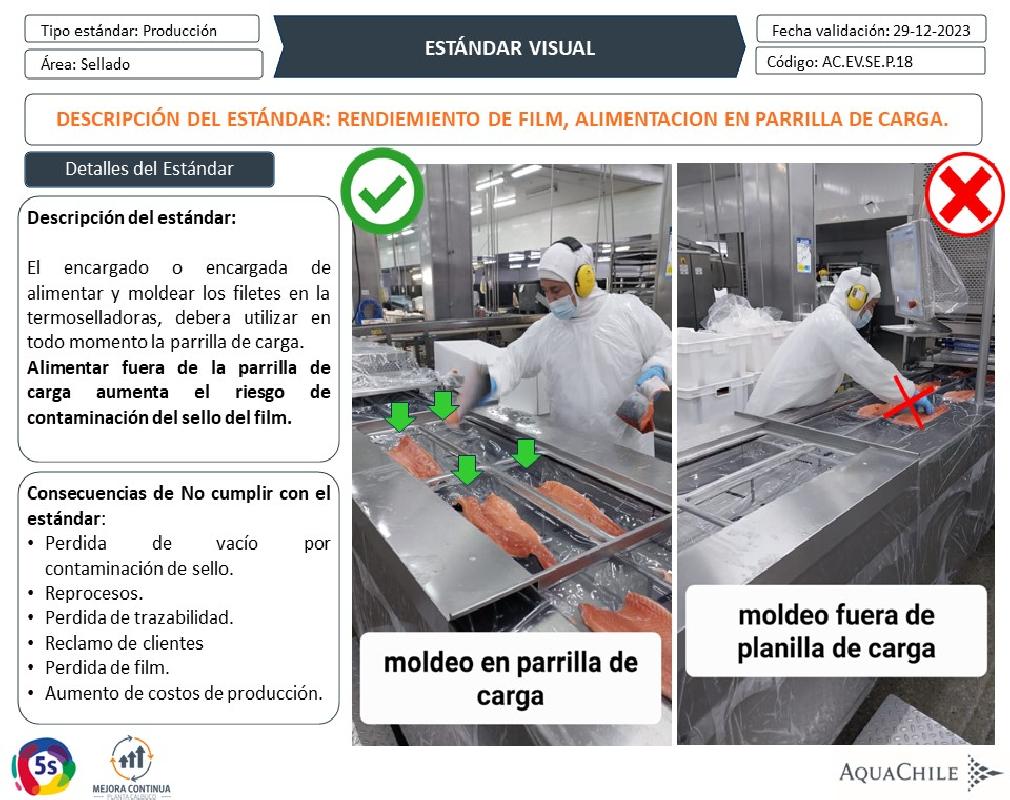 Tipo estándar: Producción
Área: Sellado
ESTÁNDAR VISUAL
Fecha validación: 29-12-2023
Código: AC.EV.SE.P.18
DESCRIPCIÓN DEL ESTÁNDAR: RENDIEMIENTO DE FILM, ALIMENTACION EN PARRILLA DE CARGA.
Detalles del Estándar
Descripción del estándar:
El encargado o encargada de
alimentar y moldear los filetes en la
termoselladoras, debera utilizar en
todo momento la parrilla de carga.
Alimentar fuera de la parrilla de
carga aumenta el riesgo de
contaminación del sello del film.
Consecuencias de No cumplir con el
estándar:
• Perdida de vacío por
contaminación de sello.
• Reprocesos.
• Perdida de trazabilidad.
• Reclamo de clientes
• Perdida de film.
• Aumento de costos de producción.
moldeo en parrilla de
carga
moldeo fuera de
planilla de carga
5s
MEJORA CONTINUA
PLANTA CALBUCO
AQUACHILE